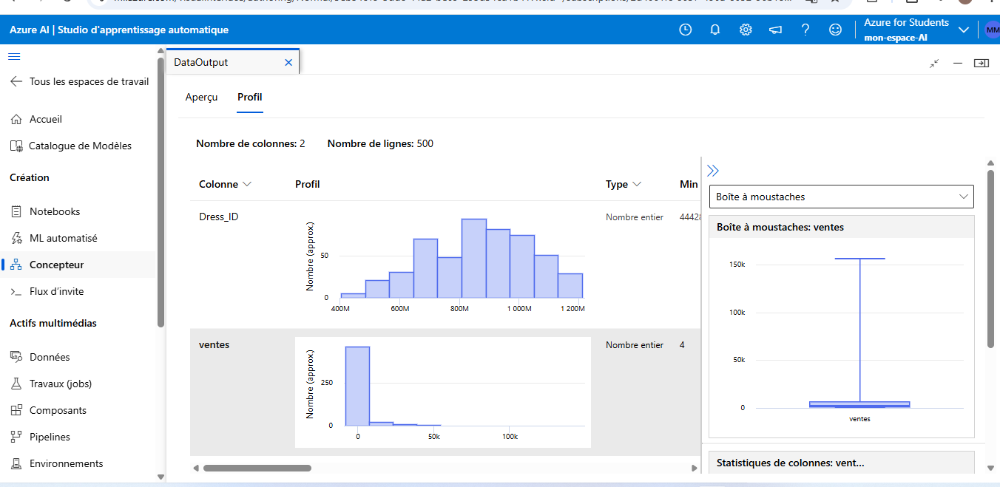 Azure AI | Studio d'apprentissage automatique
Azure for Students
mon-espace-AI
MM
DataOutput
Tous les espaces de travail
Accueil
Catalogue de Modèles
Création
Notebooks
ML automatisé
Concepteur
Flux d'invite
Actifs multimédias
Données
Travaux (jobs)
Composants
Pipelines
Environnements
Aperçu
Profil
Nombre de colonnes: 2
Nombre de lignes: 500
Colonne
Profil
Type
Min
Dress_ID
Nombre (approx.)
50
0
400M
600M
800M
1 000M
1 200M
Nombre entier
4442
ventes
Nombre (approx.)
250
0
0
50k
100k
Nombre entier
4
Boîte à moustaches
Boîte à moustaches: ventes
150k
100k
50k
0
ventes
Statistiques de colonnes: vent...